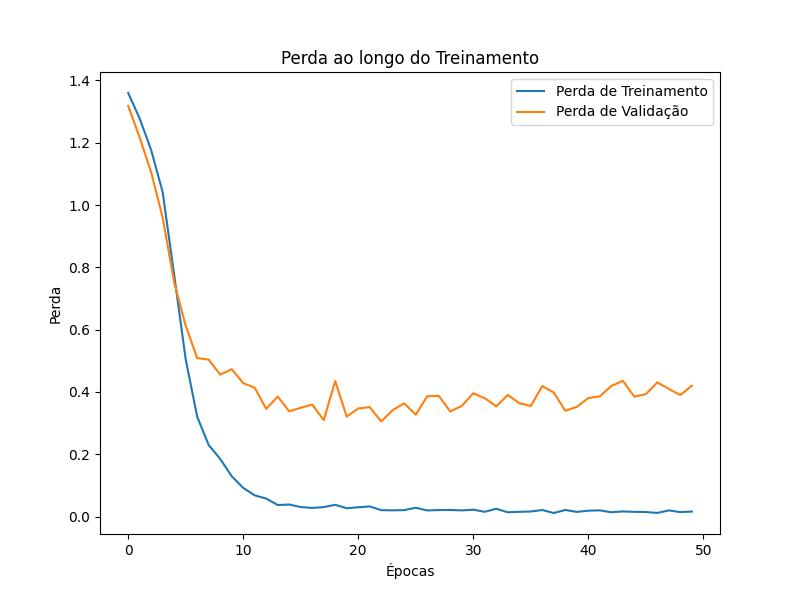 Perda ao longo do Treinamento
Perda de Treinamento
Perda de Validação
1.4
1.2
1.0
0.8
0.6
0.4
0.2
0.0
Perda
0
10
20
30
40
50
Épocas